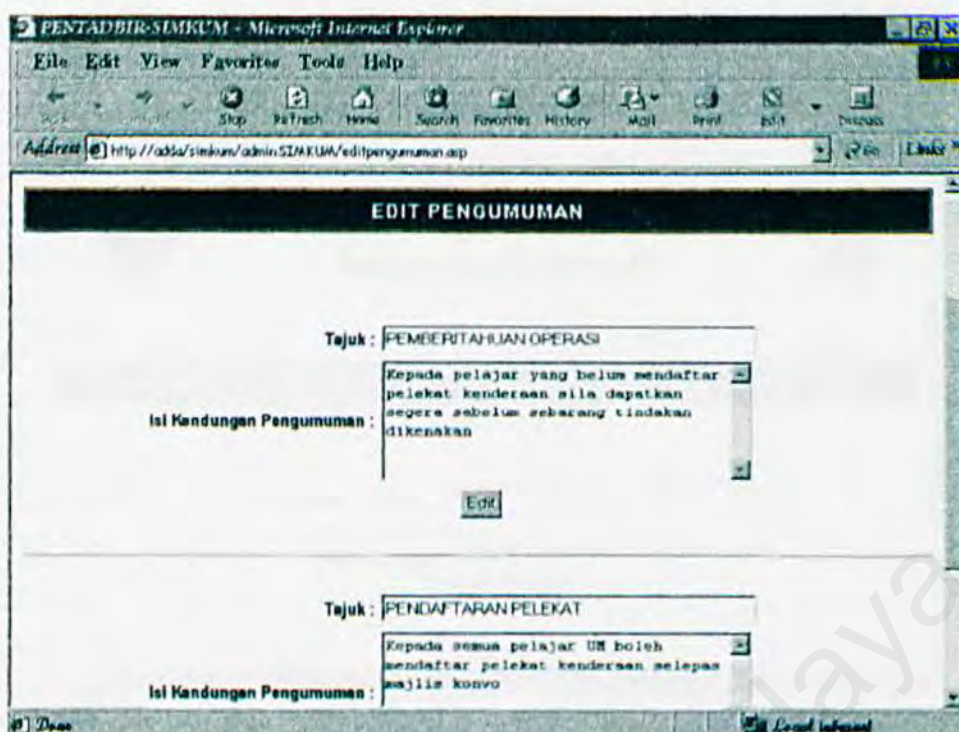 PENTADBIR-SIMKUM - Microsoft Internet Explorer
File Edit View Favorites Tools Help
Stop Refresh Home Search Favorites History Mail Print Edit Discuss
Address http://adda/simkum/adminSIMKUM/editpengumuman.asp Go Links
EDIT PENGUMUMAN
Tajuk : PEMBERITAHUAN OPERASI
Isi Kandungan Pengumuman :
Kepada pelajar yang belum mendaftar
pelekat kenderaan sila dapatkan
segera sebelum sebarang tindakan
dikenakan
Edit
Tajuk : PENDAFTARAN PELEKAT
Isi Kandungan Pengumuman :
Kepada semua pelajar UM boleh
mendaftar pelekat kenderaan selepas
majlis konvo
Done Local intranet